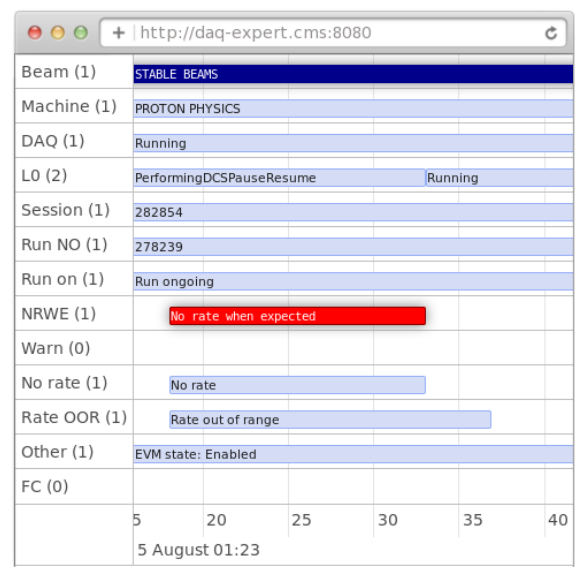 + http://daq-expert.cms:8080
Beam (1) STABLE BEAMS
Machine (1) PROTON PHYSICS
DAQ (1) Running
L0 (2) PerformingDCSPauseResume Running
Session (1) 282854
Run NO (1) 278239
Run on (1) Run ongoing
NRWE (1) No rate when expected
Warn (0)
No rate (1) No rate
Rate OOR (1) Rate out of range
Other (1) EVM state: Enabled
FC (0)
5 20 25 30 35 40
5 August 01:23